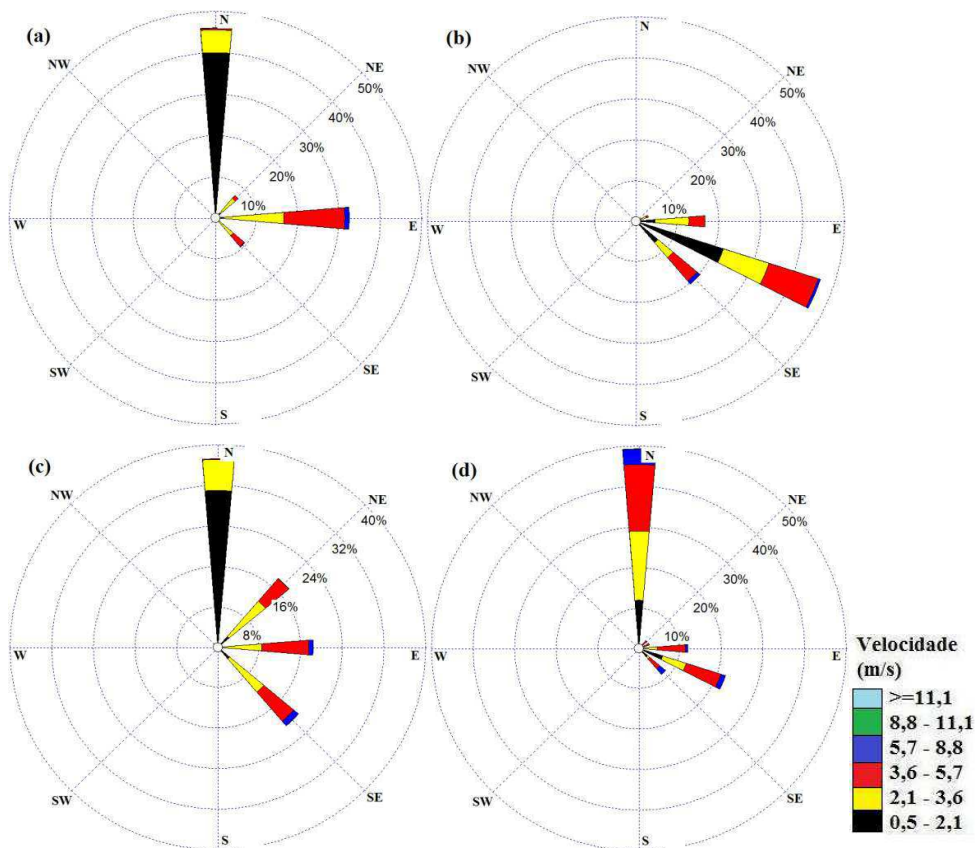 (a)
N
NW
NE
50%
40%
30%
20%
10%
W
E
SW
SE
S
(b)
N
NW
NE
50%
40%
30%
20%
10%
W
E
SW
SE
S
(c)
N
NW
NE
40%
32%
24%
16%
8%
W
E
SW
SE
S
(d)
N
NW
NE
50%
40%
30%
20%
10%
W
E
SW
SE
S
Velocidade
(m/s)
>=11,1
8,8 - 11,1
5,7 - 8,8
3,6 - 5,7
2,1 - 3,6
0,5 - 2,1